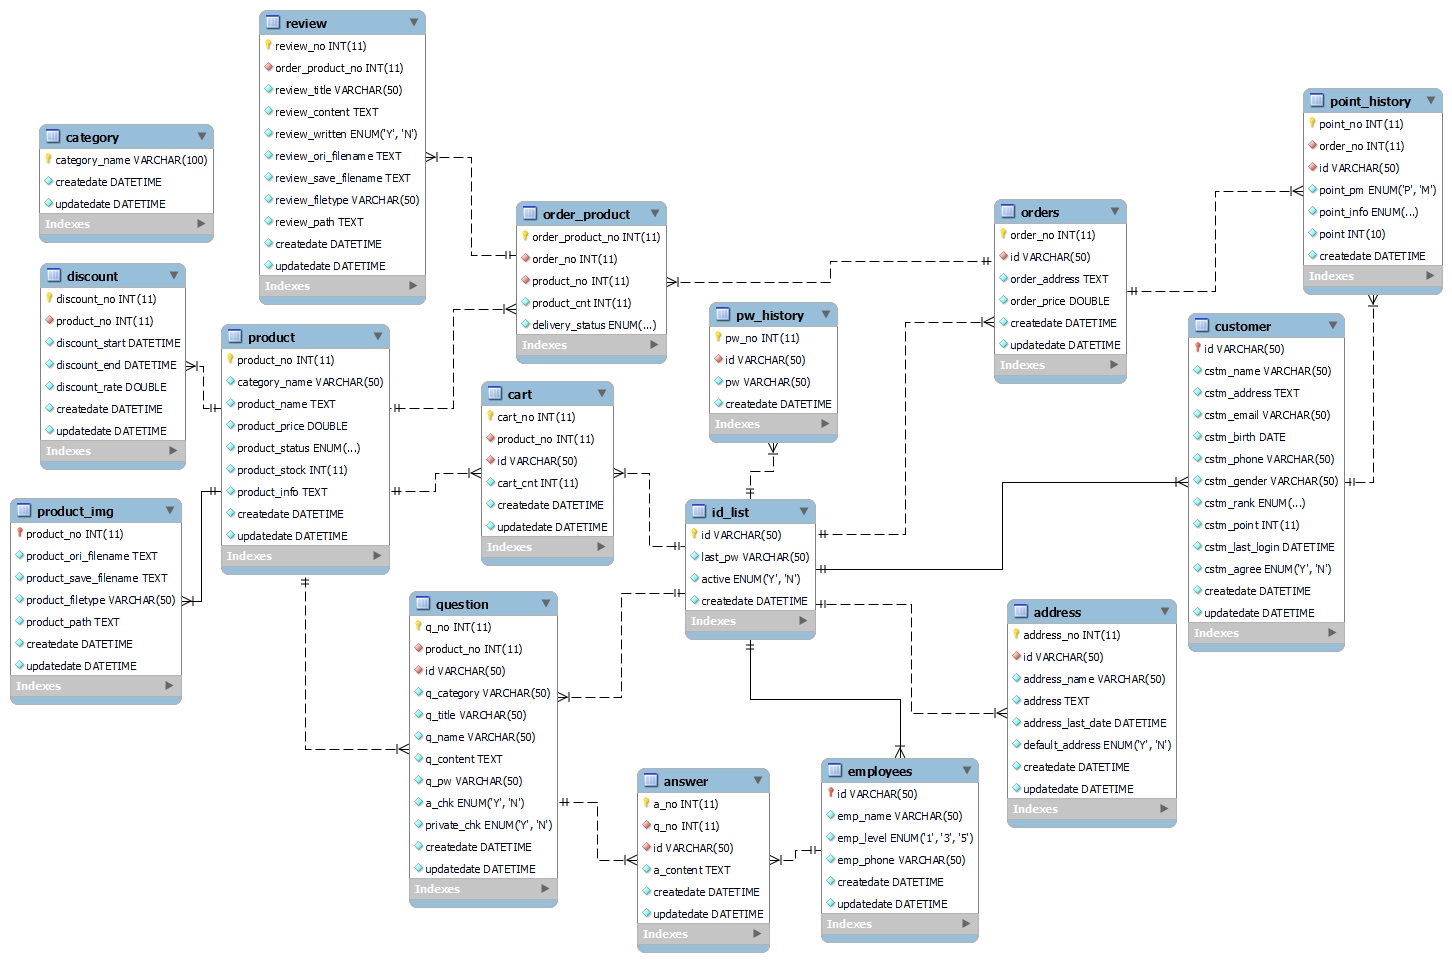 review
review_no INT(11)
order_product_no INT(11)
review_title VARCHAR(50)
review_content TEXT
review_written ENUM('Y', 'N')
review_ori_filename TEXT
review_save_filename TEXT
review_filetype VARCHAR(50)
review_path TEXT
createdate DATETIME
updatedate DATETIME
Indexes
category
category_name VARCHAR(100)
createdate DATETIME
updatedate DATETIME
Indexes
discount
discount_no INT(11)
product_no INT(11)
discount_start DATETIME
discount_end DATETIME
discount_rate DOUBLE
createdate DATETIME
updatedate DATETIME
Indexes
product_img
product_no INT(11)
product_ori_filename TEXT
product_save_filename TEXT
product_filetype VARCHAR(50)
product_path TEXT
createdate DATETIME
updatedate DATETIME
Indexes
product
product_no INT(11)
category_name VARCHAR(50)
product_name TEXT
product_price DOUBLE
product_status ENUM(...)
product_stock INT(11)
product_info TEXT
createdate DATETIME
updatedate DATETIME
Indexes
order_product
order_product_no INT(11)
order_no INT(11)
product_no INT(11)
product_cnt INT(11)
delivery_status ENUM(...)
Indexes
cart
cart_no INT(11)
product_no INT(11)
id VARCHAR(50)
cart_cnt INT(11)
createdate DATETIME
updatedate DATETIME
Indexes
question
q_no INT(11)
product_no INT(11)
id VARCHAR(50)
q_category VARCHAR(50)
q_title VARCHAR(50)
q_name VARCHAR(50)
q_content TEXT
q_pw VARCHAR(50)
a_chk ENUM('Y', 'N')
private_chk ENUM('Y', 'N')
createdate DATETIME
updatedate DATETIME
Indexes
pw_history
pw_no INT(11)
id VARCHAR(50)
pw VARCHAR(50)
createdate DATETIME
Indexes
id_list
id VARCHAR(50)
last_pw VARCHAR(50)
active ENUM('Y', 'N')
createdate DATETIME
Indexes
answer
a_no INT(11)
q_no INT(11)
id VARCHAR(50)
a_content TEXT
createdate DATETIME
updatedate DATETIME
Indexes
employees
id VARCHAR(50)
emp_name VARCHAR(50)
emp_level ENUM('1', '3', '5')
emp_phone VARCHAR(50)
createdate DATETIME
updatedate DATETIME
Indexes
orders
order_no INT(11)
id VARCHAR(50)
order_address TEXT
order_price DOUBLE
createdate DATETIME
updatedate DATETIME
Indexes
address
address_no INT(11)
id VARCHAR(50)
address_name VARCHAR(50)
address TEXT
address_last_date DATETIME
default_address ENUM('Y', 'N')
createdate DATETIME
updatedate DATETIME
Indexes
point_history
point_no INT(11)
order_no INT(11)
id VARCHAR(50)
point_pm ENUM('P', 'M')
point_info ENUM(...)
point INT(10)
createdate DATETIME
Indexes
customer
id VARCHAR(50)
cstm_name VARCHAR(50)
cstm_address TEXT
cstm_email VARCHAR(50)
cstm_birth DATE
cstm_phone VARCHAR(50)
cstm_gender VARCHAR(50)
cstm_rank ENUM(...)
cstm_point INT(11)
cstm_last_login DATETIME
cstm_agree ENUM('Y', 'N')
createdate DATETIME
updatedate DATETIME
Indexes